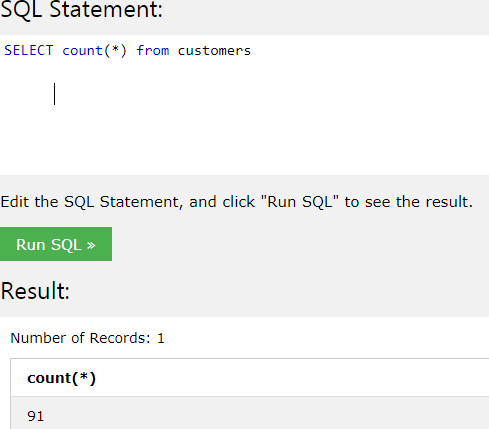 SQL Statement:
SELECT count(*) from customers
Edit the SQL Statement, and click "Run SQL" to see the result.
Run SQL »
Result:
Number of Records: 1
count(*)
91